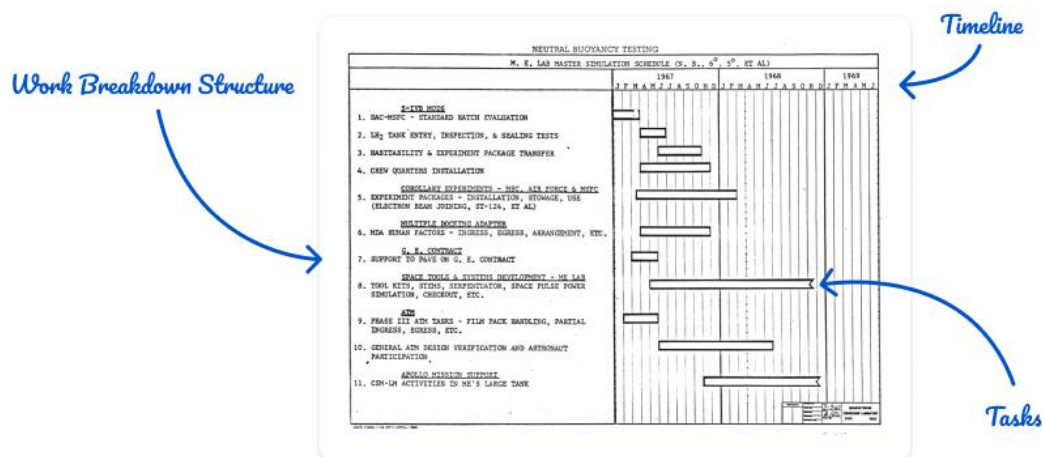 Timeline
Work Breakdown Structure
Tasks
NEUTRAL BUOYANCY TESTING
M. E. LAB MASTER SIMULATION SCHEDULE (N. B., 6°, 5°, ET AL)
1967 1968 1969
J F M A M J J A S O N D J F M A M J J A S O N D J F M A M J
S-IVB MODS
1. DAC-MSFC - STANDARD HATCH EVALUATION
2. LH2 TANK ENTRY, INSPECTION, & SEALING TESTS
3. HABITABILITY & EXPERIMENT PACKAGE TRANSFER
4. CREW QUARTERS INSTALLATION
COROLLARY EXPERIMENTS - MSC, AIR FORCE & MSFC
5. EXPERIMENT PACKAGES - INSTALLATION, STOWAGE, USE
(ELECTRON BEAM JOINING, ST-124, ET AL)
MULTIPLE DOCKING ADAPTER
6. MDA HUMAN FACTORS - INGRESS, EGRESS, ARRANGEMENT, ETC.
G. E. CONTRACT
7. SUPPORT TO P&VE ON G. E. CONTRACT
SPACE TOOLS & SYSTEMS DEVELOPMENT - ME LAB
8. TOOL KITS, STEMS, SERPENTUATOR, SPACE PULSE POWER
SIMULATION, CHECKOUT, ETC.
ATM
9. PHASE III ATM TASKS - FILM PACK HANDLING, PARTIAL
INGRESS, EGRESS, ETC.
10. GENERAL ATM DESIGN VERIFICATION AND ASTRONAUT
PARTICIPATION
APOLLO MISSION SUPPORT
11. CSM-LM ACTIVITIES IN ME'S LARGE TANK